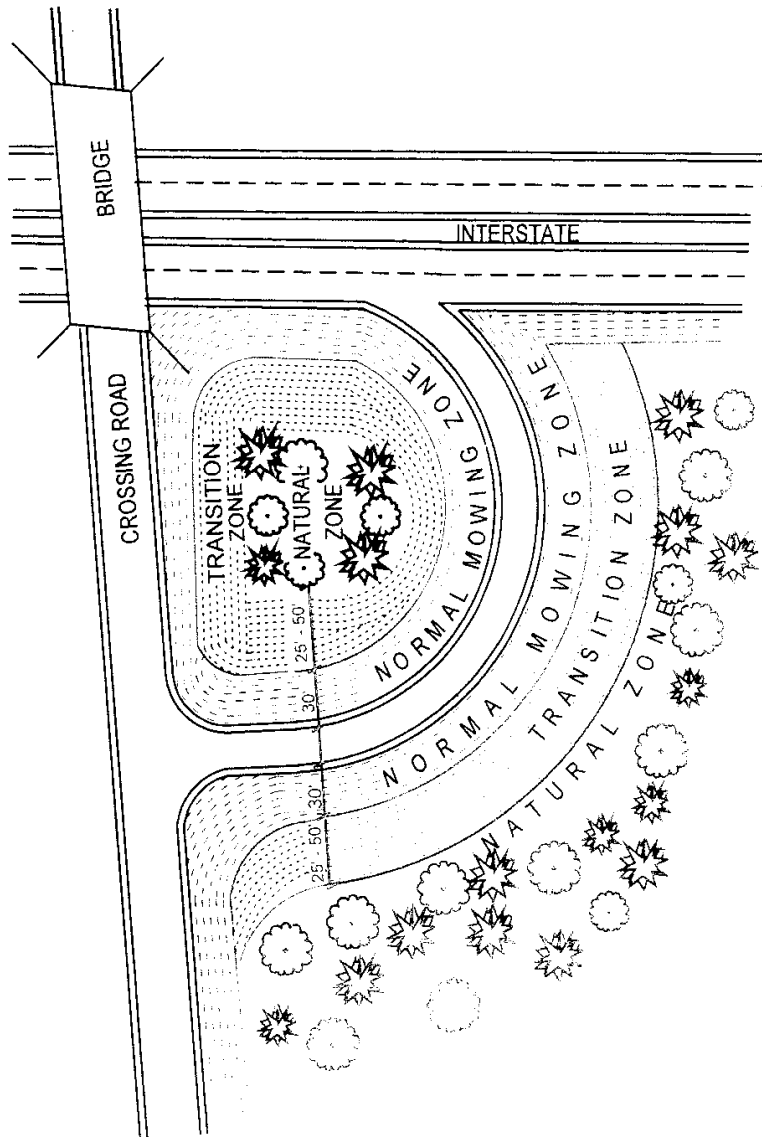 BRIDGE
INTERSTATE
CROSSING ROAD
TRANSITION
ZONE
NATURAL
ZONE
NORMAL MOWING ZONE
NORMAL MOWING ZONE
TRANSITION ZONE
NATURAL ZONE
25' - 50'
30'
30'
25' - 50'